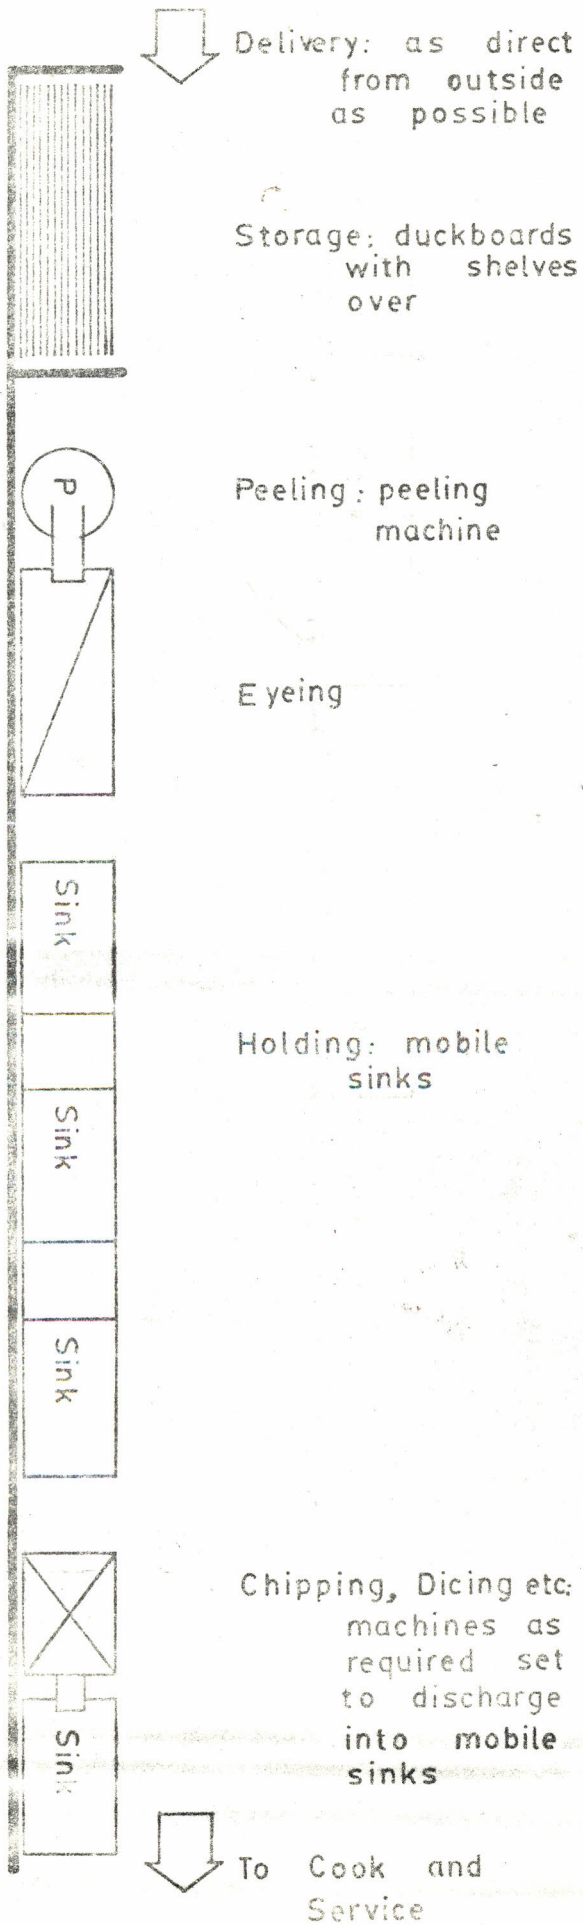 Delivery: as direct
from outside
as possible
Storage: duckboards
with shelves
over
P
Peeling: peeling
machine
Eyeing
Sink
Holding: mobile
sinks
Sink
Sink
Chipping, Dicing etc:
machines as
required set
to discharge
into mobile
sinks
Sink
To Cook and
Service